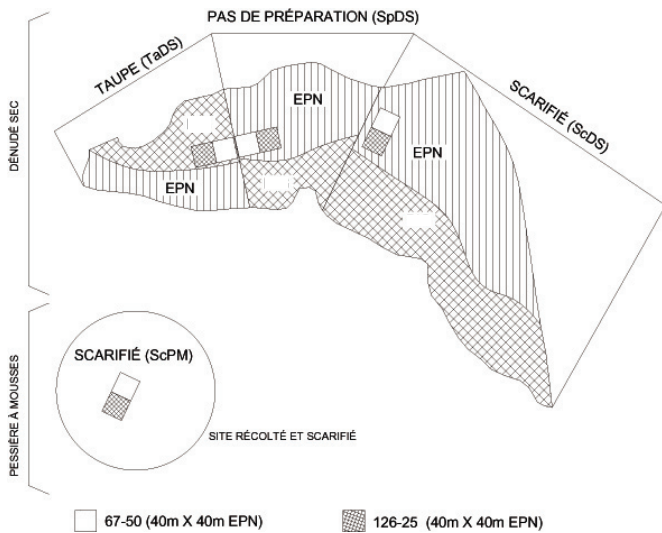 PAS DE PRÉPARATION (SpDS)
TAUPE (TaDS)
SCARIFIÉ (ScDS)
DÉNUDÉ SEC
EPN
EPN
EPN
PESSIÈRE À MOUSSES
SCARIFIÉ (ScPM)
SITE RÉCOLTÉ ET SCARIFIÉ
67-50 (40m X 40m EPN)
126-25 (40m X 40m EPN)